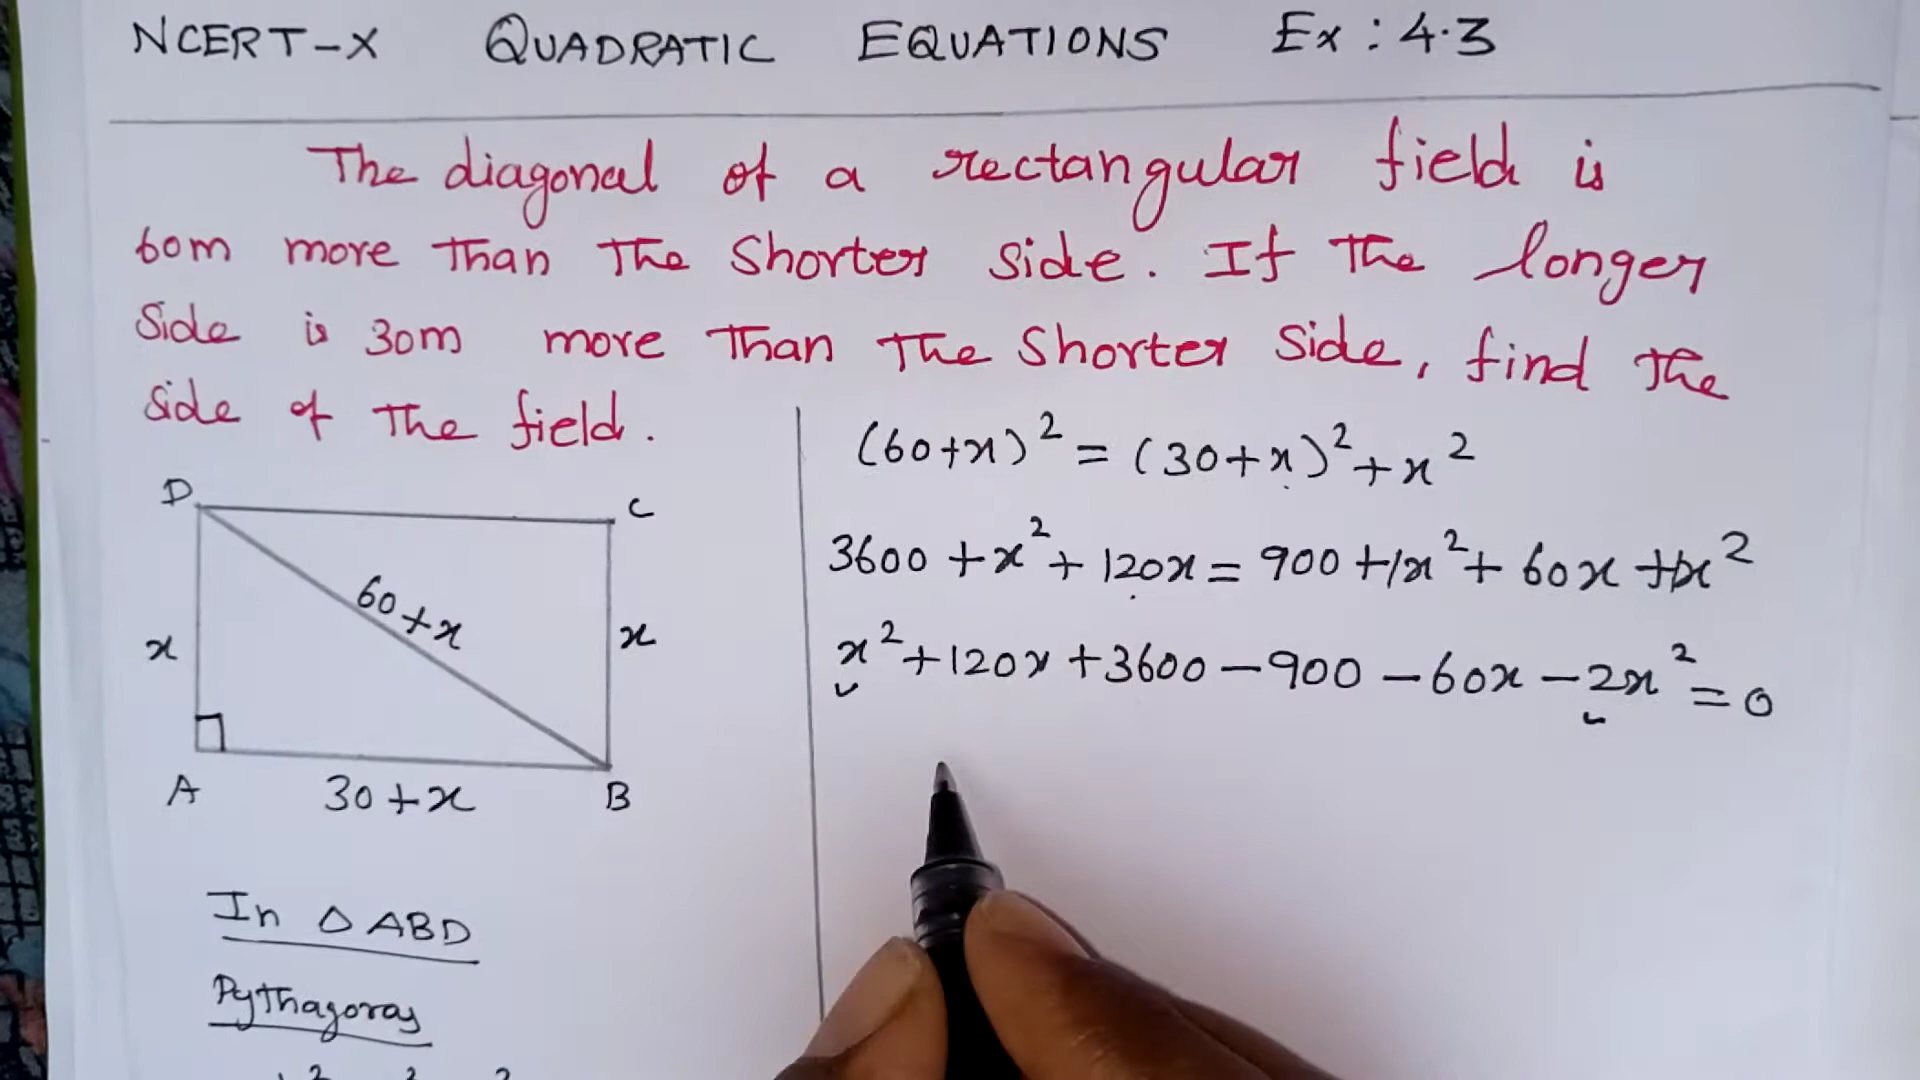 NCERT-X QUADRATIC EQUATIONS Ex: 4.3
The diagonal of a rectangular field is
60m more than the shorter side. If the longer
side is 30m more than the shorter side, find the
side of the field.
(60+x)² = (30+x)² + x²
3600 + x² + 120x = 900 + 1x² + 60x + 1x²
x² + 120x + 3600 - 900 - 60x - 2x² = 0
D C
60+x
x x
A 30+x B
In △ ABD
Pythagoras